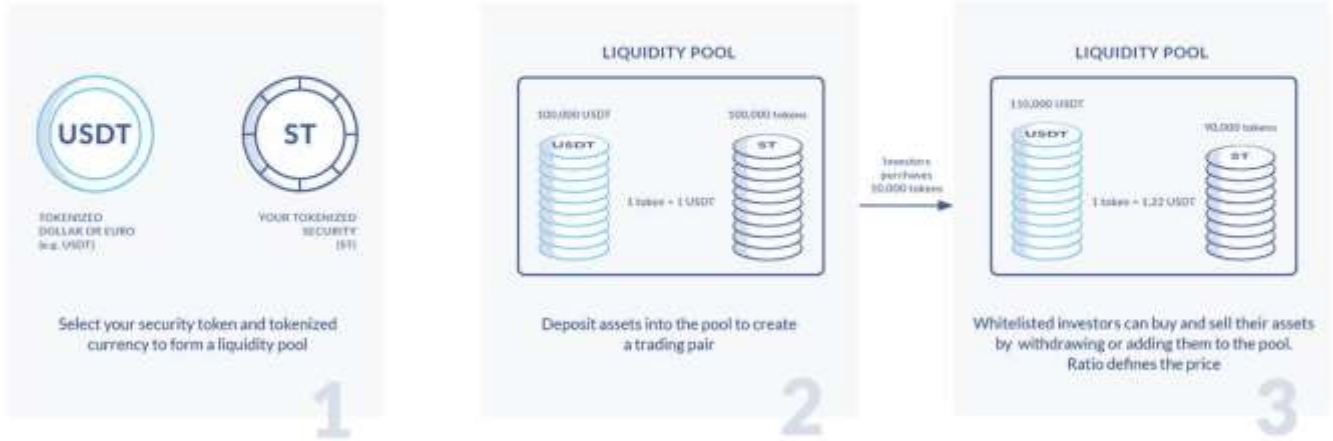 USDT
ST
TOKENIZED
DOLLAR OR EURO
(e.g. USDT)
YOUR TOKENIZED
SECURITY
(ST)
Select your security token and tokenized
currency to form a liquidity pool
1
LIQUIDITY POOL
100,000 USDT
100,000 tokens
USDT
ST
1 token = 1 USDT
Deposit assets into the pool to create
a trading pair
2
Investors
purchases
10,000 tokens
LIQUIDITY POOL
110,000 USDT
90,000 tokens
USDT
ST
1 token = 1,22 USDT
Whitelisted investors can buy and sell their assets
by withdrawing or adding them to the pool.
Ratio defines the price
3